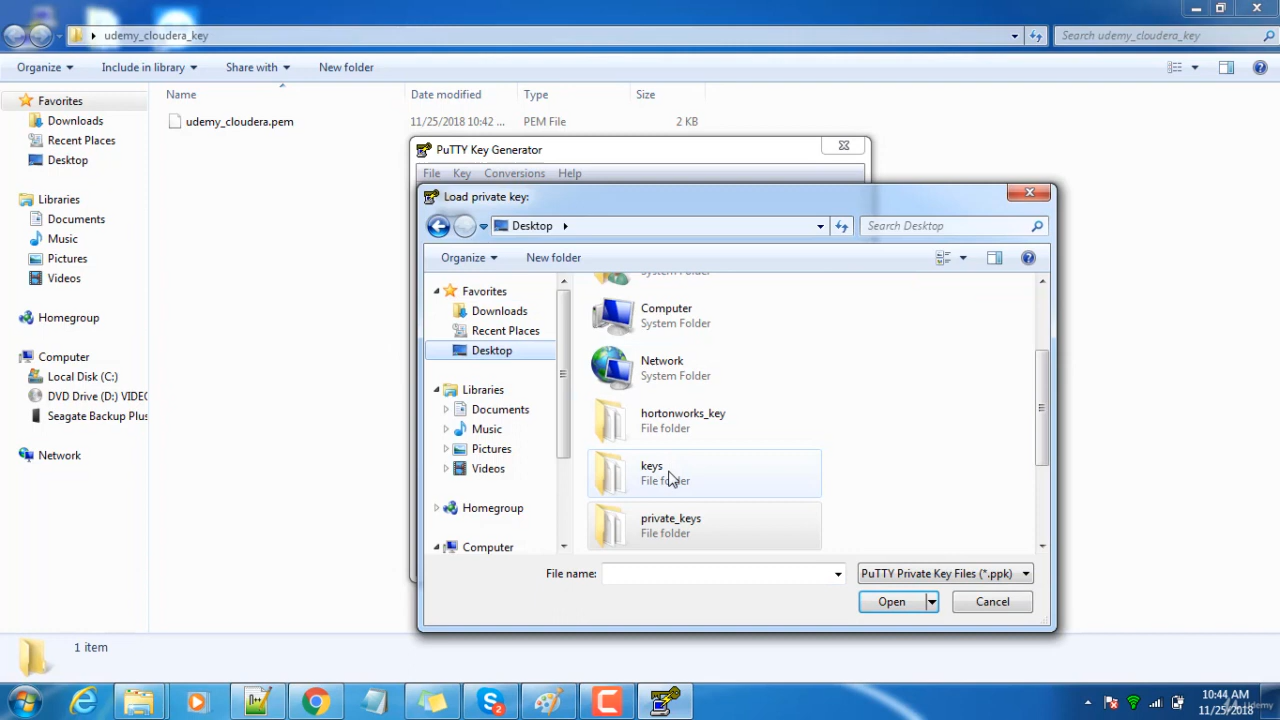 udemy_cloudera_key
Search udemy_cloudera_key
Organize
Include in library
Share with
New folder
Name
Date modified
Type
Size
Favorites
Downloads
Recent Places
Desktop
Libraries
Documents
Music
Pictures
Videos
Homegroup
Computer
Local Disk (C:)
DVD Drive (D:) VIDE
Seagate Backup Plus
Network
udemy_cloudera.pem
11/25/2018 10:42 ...
PEM File
2 KB
PuTTY Key Generator
File
Key
Conversions
Help
Load private key:
Desktop
Search Desktop
Organize
New folder
Favorites
Downloads
Recent Places
Desktop
Libraries
Documents
Music
Pictures
Videos
Homegroup
Computer
System Folder
Computer
System Folder
Network
System Folder
hortonworks_key
File folder
keys
File folder
private_keys
File folder
File name:
PuTTY Private Key Files (*.ppk)
Open
Cancel
1 item
10:44 AM
11/25/2018
Udemy